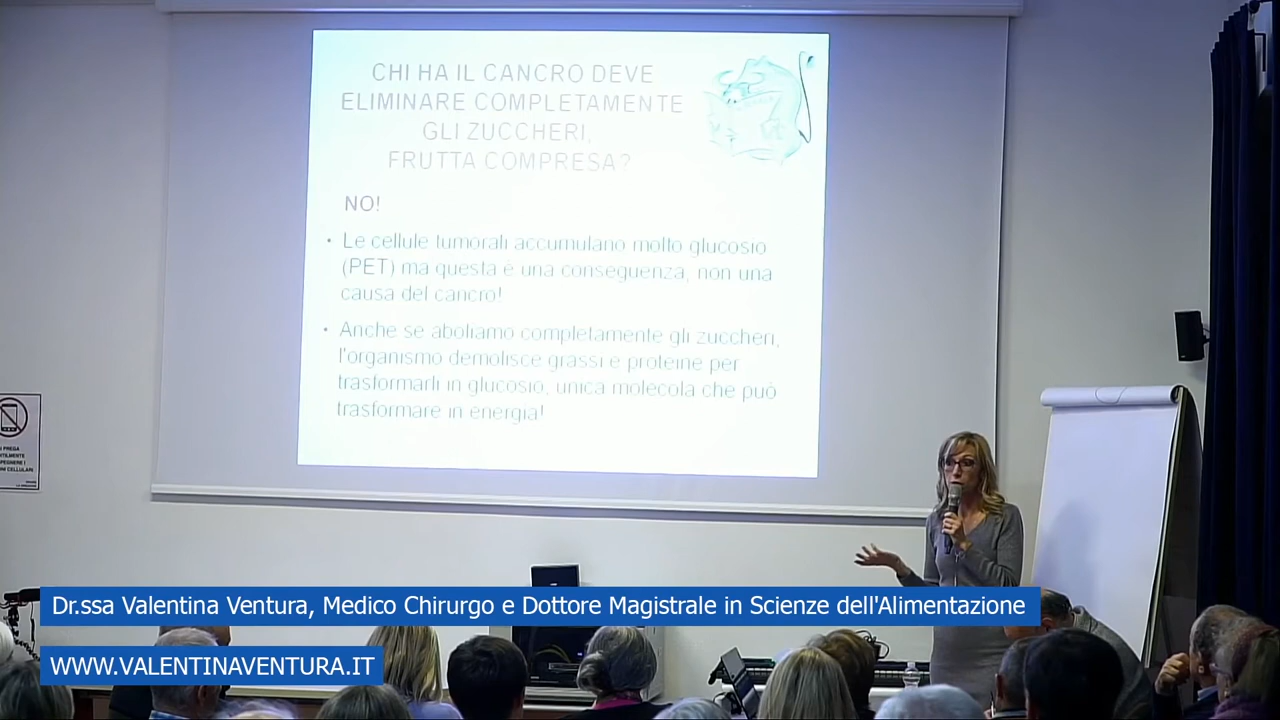 CHI HA IL CANCRO DEVE
ELIMINARE COMPLETAMENTE
GLI ZUCCHERI,
FRUTTA COMPRESA?
NO!
• Le cellule tumorali accumulano molto glucosio
(PET) ma questa è una conseguenza, non una
causa del cancro!
• Anche se aboliamo completamente gli zuccheri,
l'organismo demolisce grassi e proteine per
trasformarli in glucosio, unica molecola che può
trasformare in energia!
PREGA
CELLULARI
Dr.ssa Valentina Ventura, Medico Chirurgo e Dottore Magistrale in Scienze dell'Alimentazione
WWW.VALENTINAVENTURA.IT